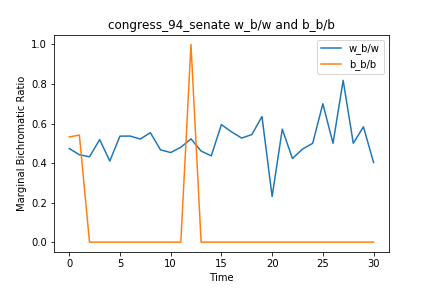 congress_94_senate w_b/w and b_b/b
w_b/w
b_b/b
Marginal Bichromatic Ratio
1.0
0.8
0.6
0.4
0.2
0.0
0 5 10 15 20 25 30
Time